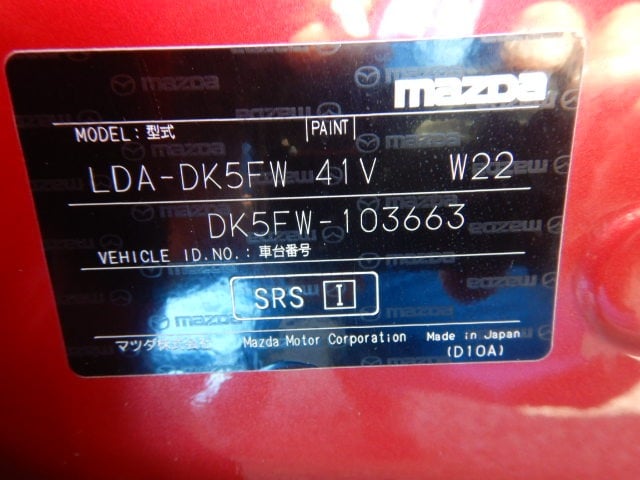 mazda
MODEL: 型式 PAINT
LDA-DK5FW 41V W22
DK5FW-103663
VEHICLE ID.NO.: 車台番号
SRS I
マツダ株式会社 Mazda Motor Corporation Made in Japan
(D10A)